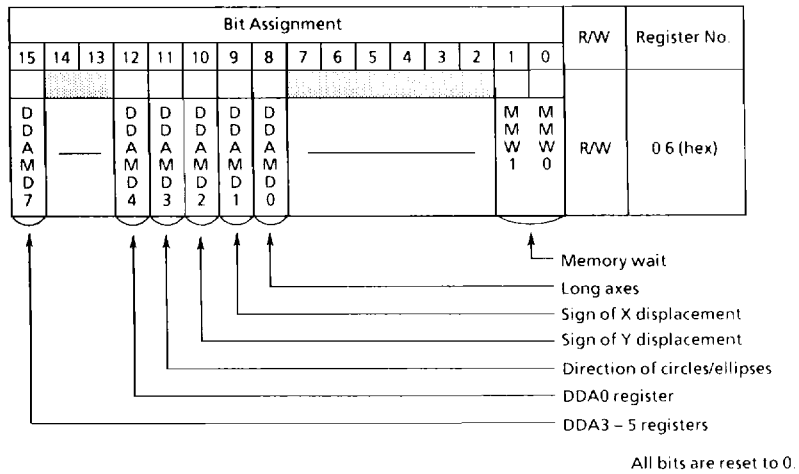 Bit Assignment R/W Register No.
15 14 13 12 11 10 9 8 7 6 5 4 3 2 1 0
DDAMD7 — DDAMD4 DDAMD3 DDAMD2 DDAMD1 DDAMD0 — MMW1 MMW0 R/W 0 6 (hex)
Memory wait
Long axes
Sign of X displacement
Sign of Y displacement
Direction of circles/ellipses
DDA0 register
DDA3 – 5 registers
All bits are reset to 0.